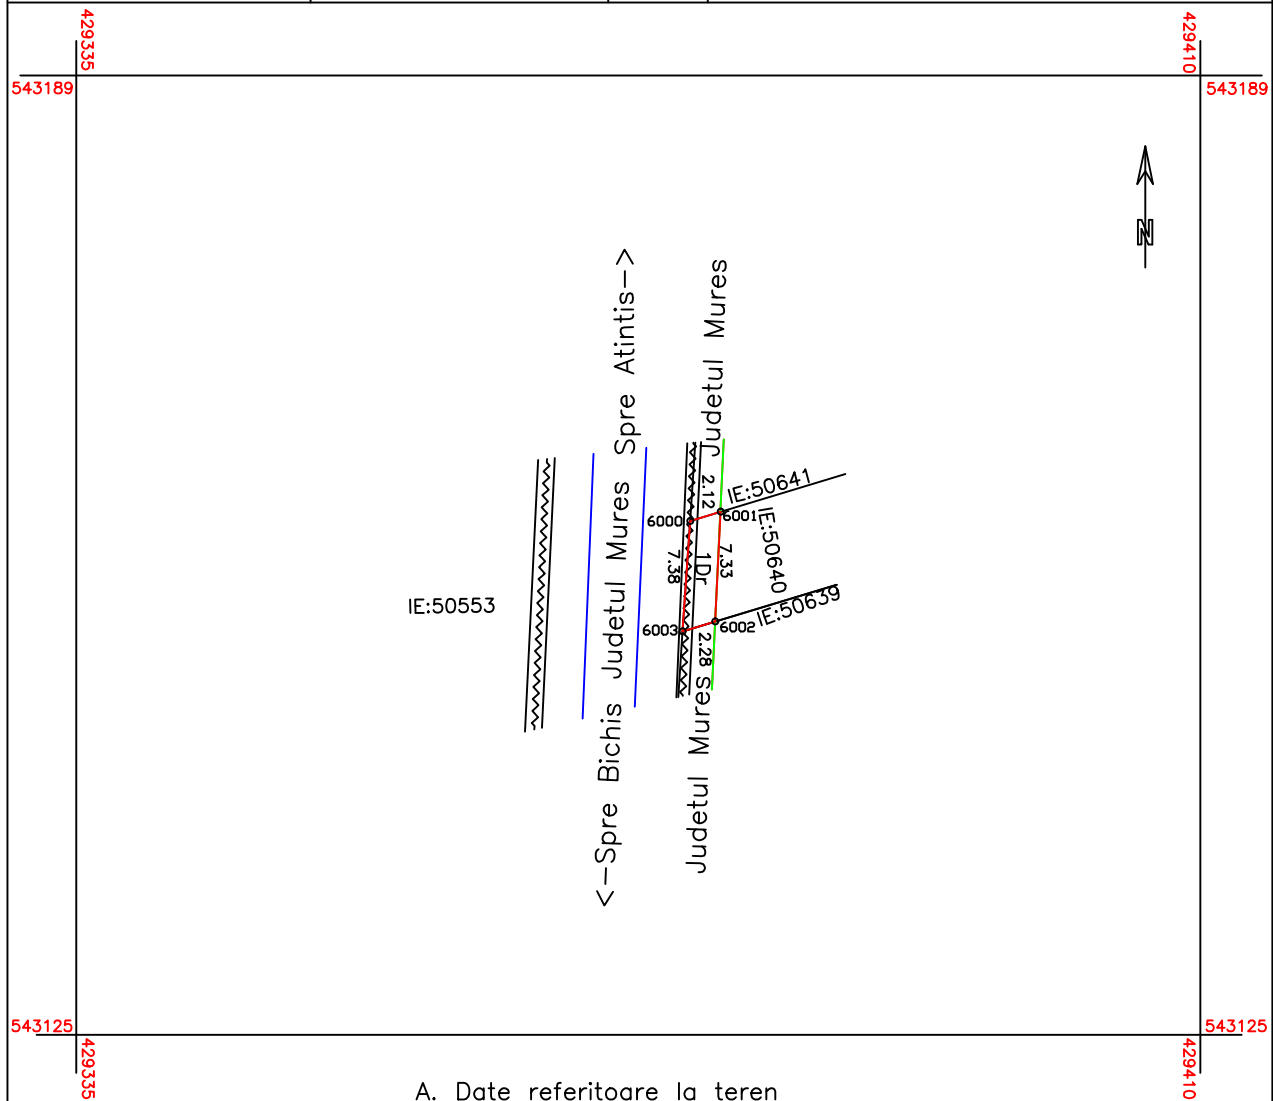 429335
429410
543189
543189
N
<-Spre Bichis Judetul Mures Spre Atintis->
Judetul Mures
2.12
IE:50641
6000
6001
IE:50640
7.38
1Dr
7.33
IE:50553
IE:50639
6003
6002
2.28
Judetul Mures
543125
543125
429335
429410
A. Date referitoare la teren